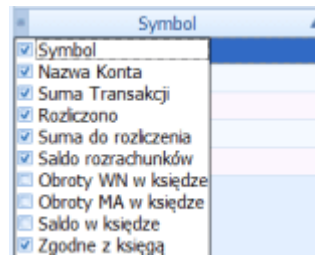 Symbol
Symbol
Nazwa Konta
Suma Transakcji
Rozliczono
Suma do rozliczenia
Saldo rozrachunków
Obroty WN w księdze
Obroty MA w księdze
Saldo w księdze
Zgodne z księgą